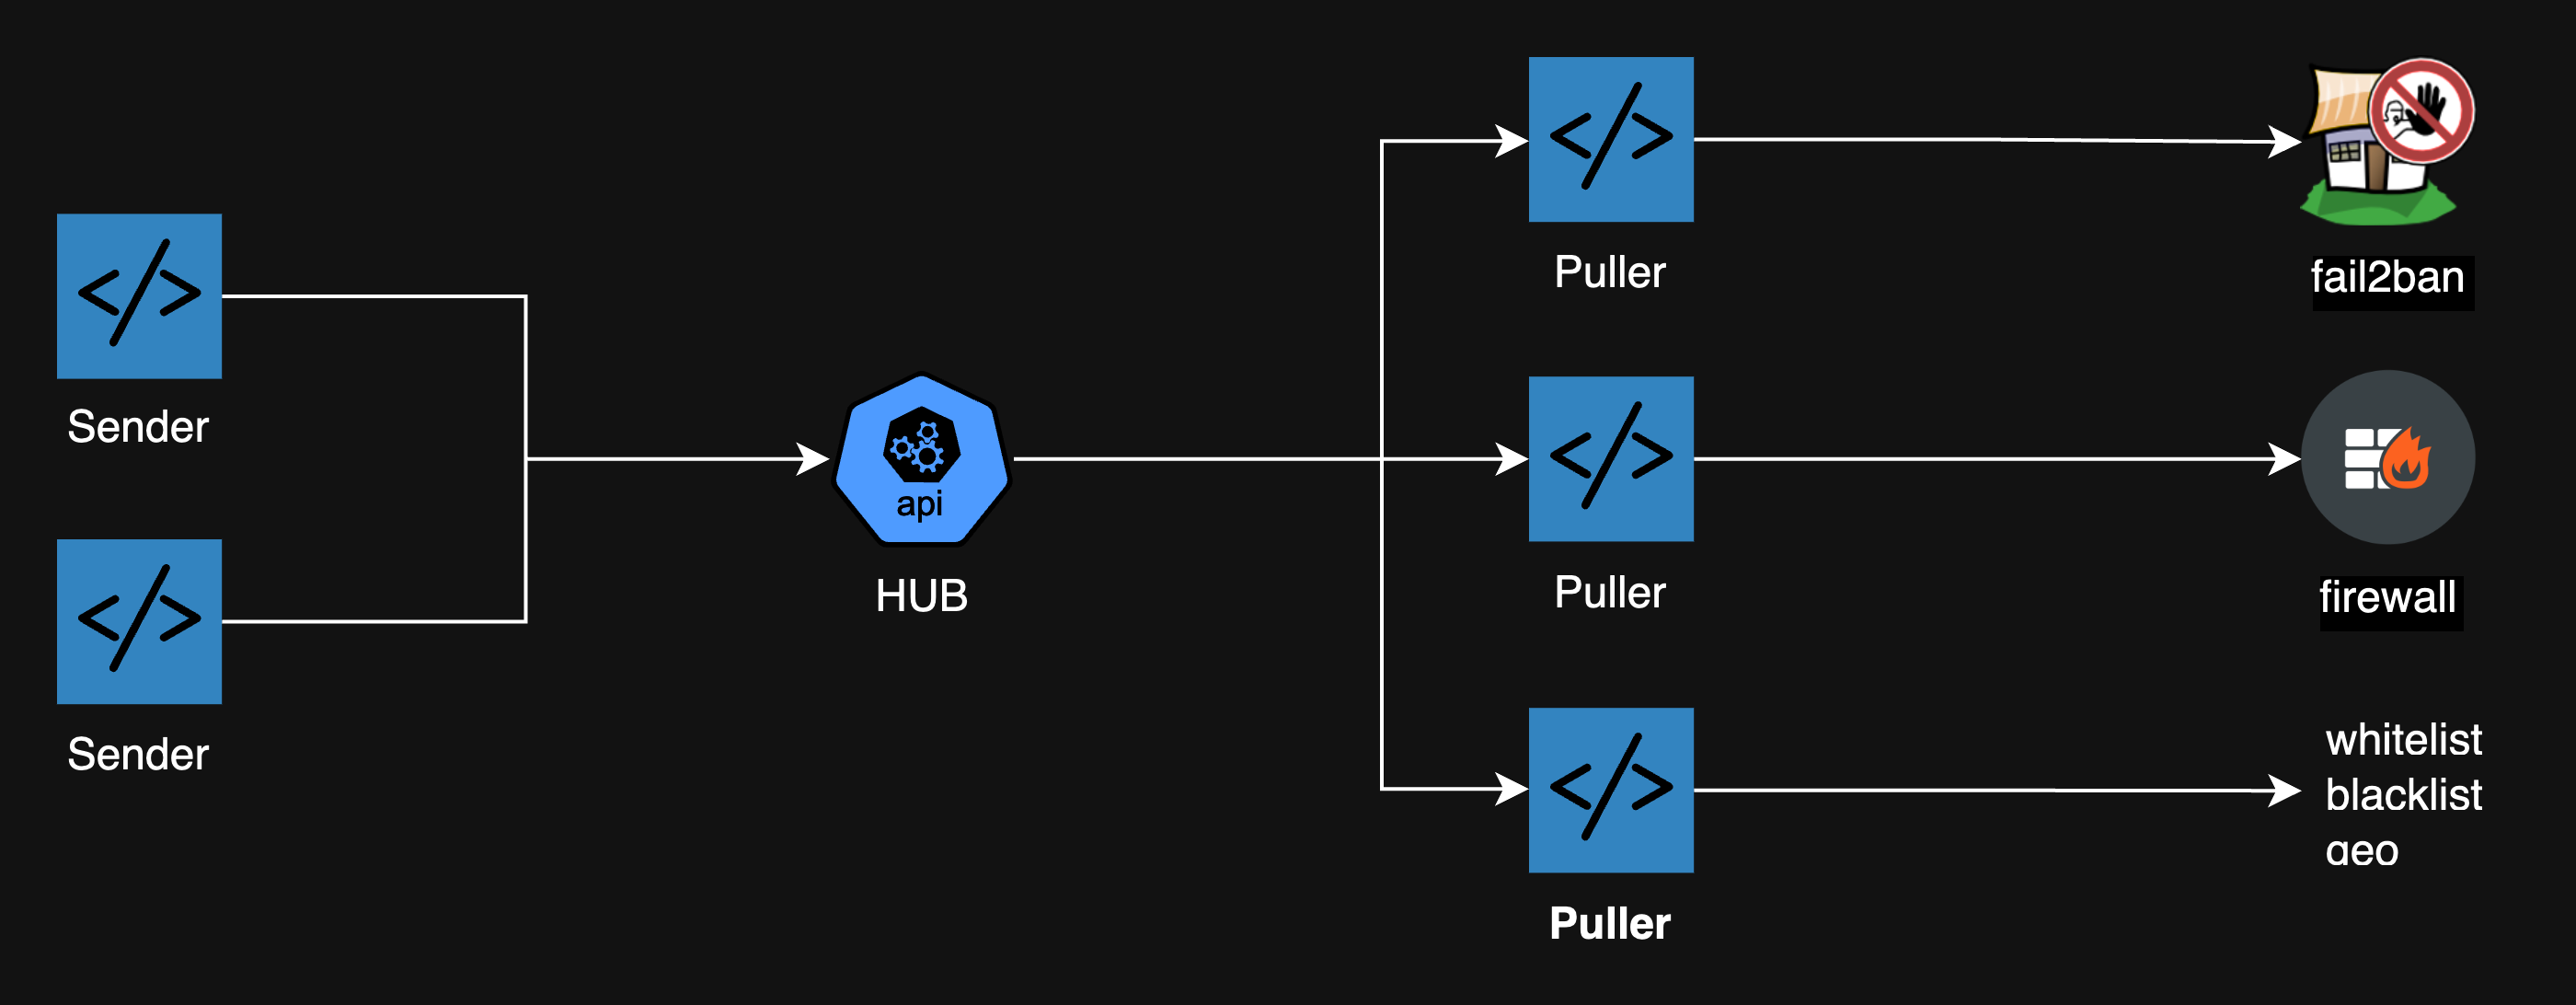 Sender
Sender
api
HUB
Puller
fail2ban
Puller
firewall
Puller
whitelist
blacklist
geo